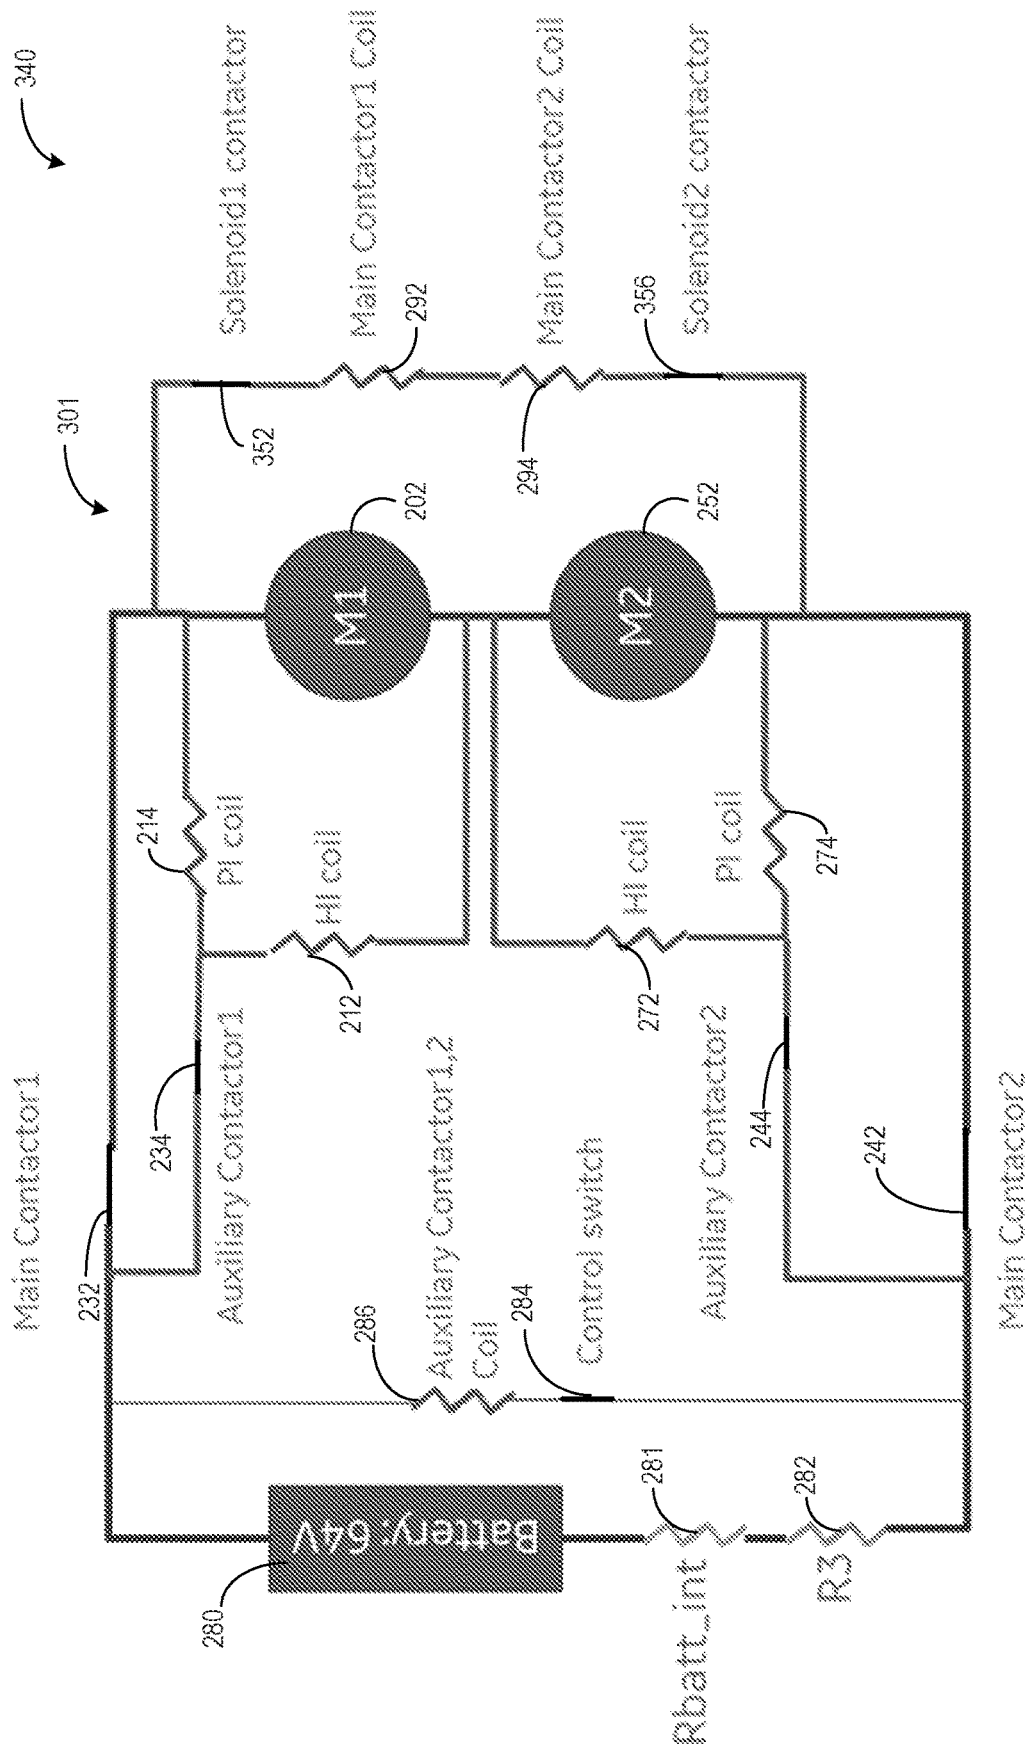 340
301
Solenoid1 contactor
Main Contactor1 Coil
Main Contactor2 Coil
Solenoid2 contactor
352
292
294
356
M1
202
M2
252
214
PI coil
HI coil
212
HI coil
272
PI coil
274
Main Contactor1
232
234
Auxiliary Contactor1
Auxiliary Contactor1,2
Coil
286
284
Control switch
Auxiliary Contactor2
244
242
Main Contactor2
Battery, 64V
280
281
Rbatt_int
282
R3